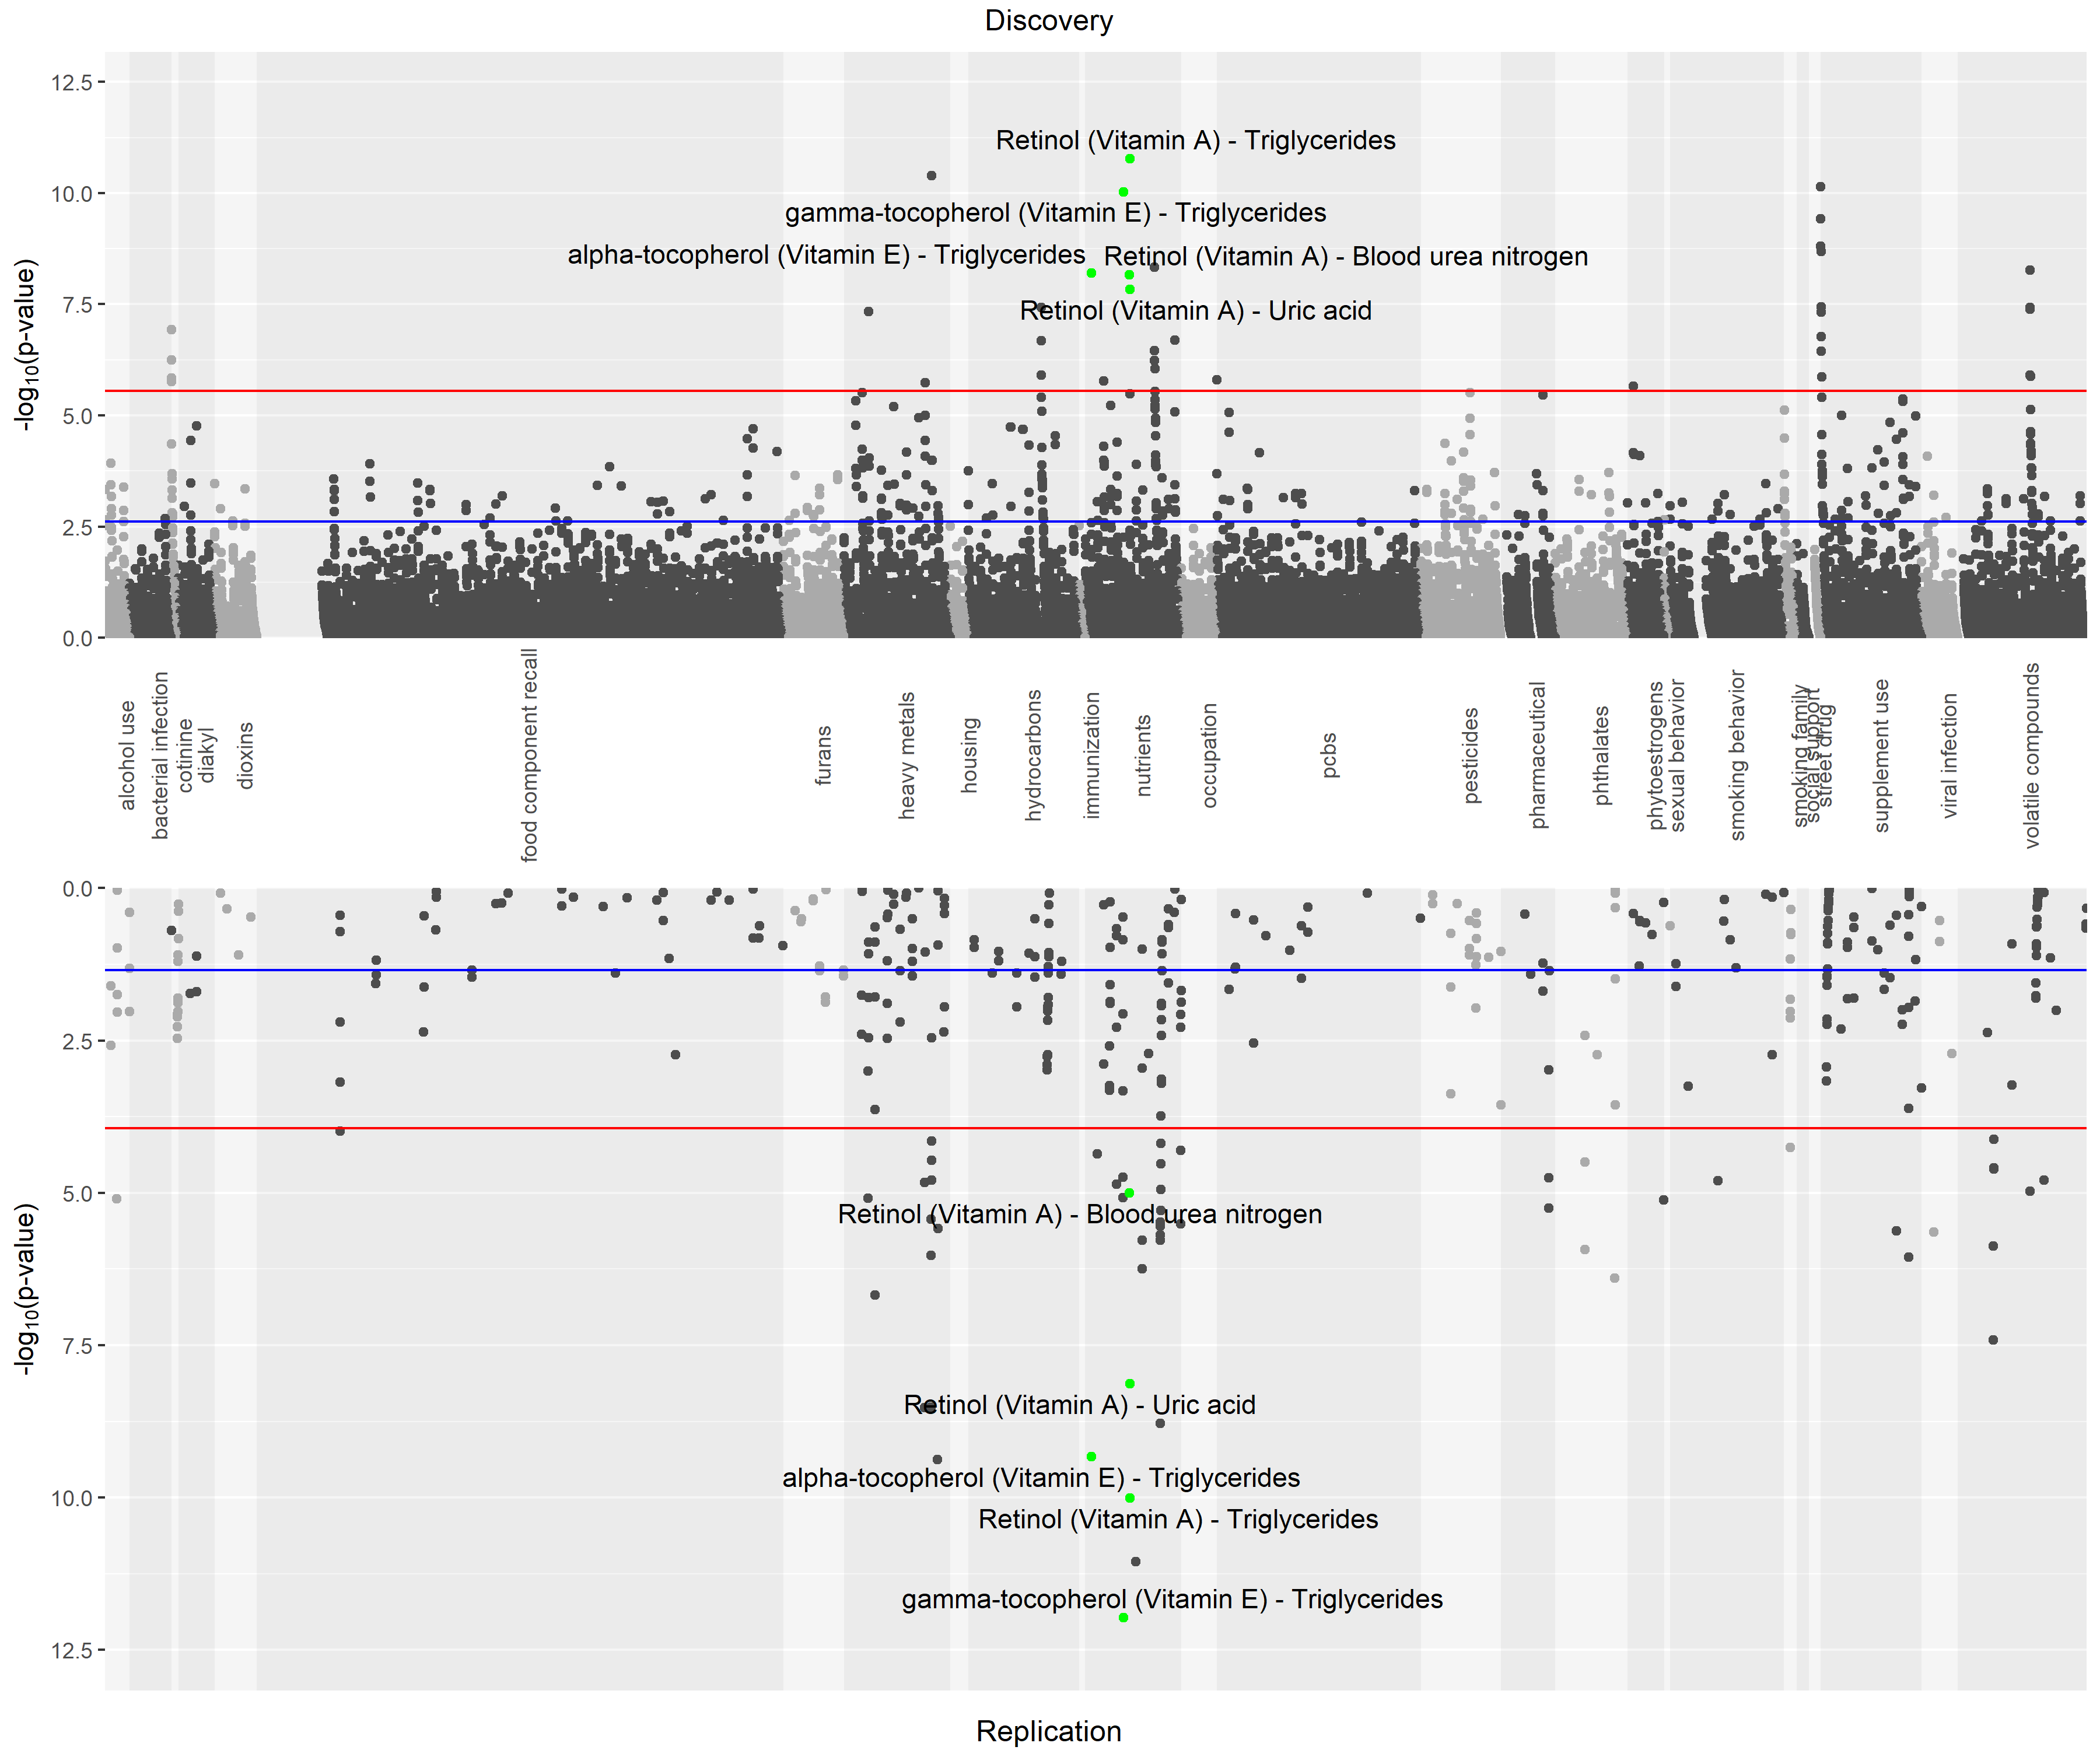 Discovery
12.5
Retinol (Vitamin A) - Triglycerides
10.0
gamma-tocopherol (Vitamin E) - Triglycerides
alpha-tocopherol (Vitamin E) - Triglycerides
Retinol (Vitamin A) - Blood urea nitrogen
7.5
Retinol (Vitamin A) - Uric acid
-log10(p-value)
5.0
2.5
0.0
alcohol use
bacterial infection
cotinine
diakyl
dioxins
food component recall
furans
heavy metals
housing
hydrocarbons
immunization
nutrients
occupation
pcbs
pesticides
pharmaceutical
phthalates
phytoestrogens
sexual behavior
smoking behavior
smoking family
social support
street drug
supplement use
viral infection
volatile compounds
0.0
2.5
5.0
Retinol (Vitamin A) - Blood urea nitrogen
-log10(p-value)
7.5
Retinol (Vitamin A) - Uric acid
alpha-tocopherol (Vitamin E) - Triglycerides
10.0
Retinol (Vitamin A) - Triglycerides
gamma-tocopherol (Vitamin E) - Triglycerides
12.5
Replication